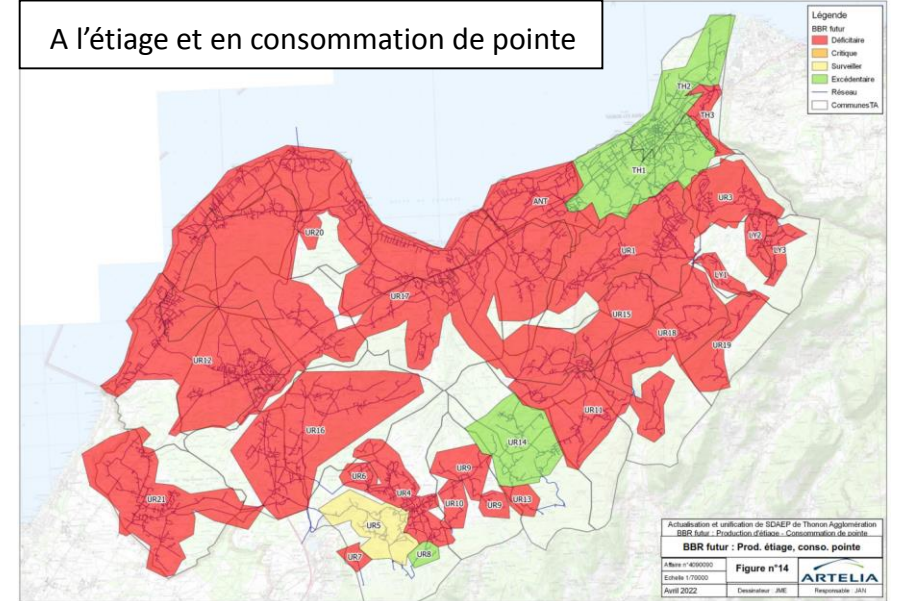 A l'étiage et en consommation de pointe
Légende
BBR futur
Déficitaire
Critique
Surveiller
Excédentaire
Réseau
CommunesTA
TH2
TH3
TH1
ANT
UR3
UR20
LY2
LY3
UR1
LY1
UR17
UR15
UR18
UR19
UR12
UR11
UR16
UR14
UR9
UR6
UR4
UR21
UR10
UR9
UR13
UR5
UR7
UR8
Actualisation et unification de SDAEP de Thonon Agglomération
BBR futur : Production d'étiage - Consommation de pointe
BBR futur : Prod. étiage, conso. pointe
Affaire n°4090090
Echelle 1/70000
Figure n°14
ARTELIA
Avril 2022
Dessinateur : JME
Responsable : JAN